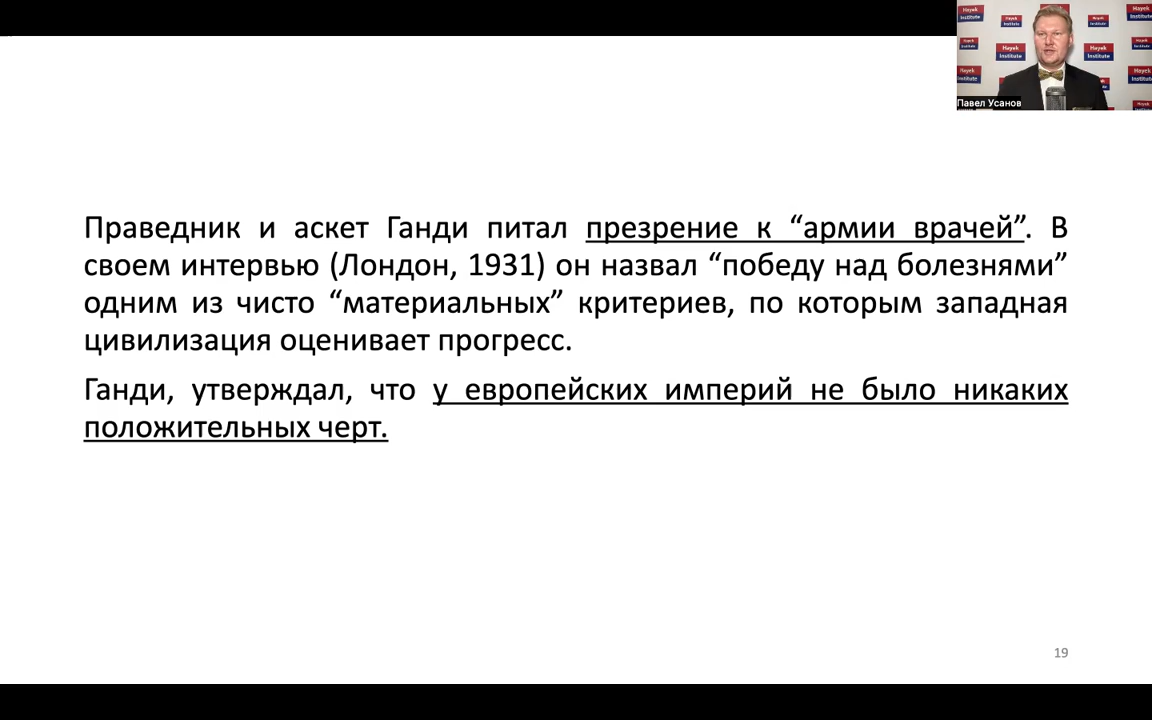 Hayek Institute
Павел Усанов
Праведник и аскет Ганди питал презрение к “армии врачей”. В
своем интервью (Лондон, 1931) он назвал “победу над болезнями”
одним из чисто “материальных” критериев, по которым западная
цивилизация оценивает прогресс.
Ганди, утверждал, что у европейских империй не было никаких
положительных черт.
19